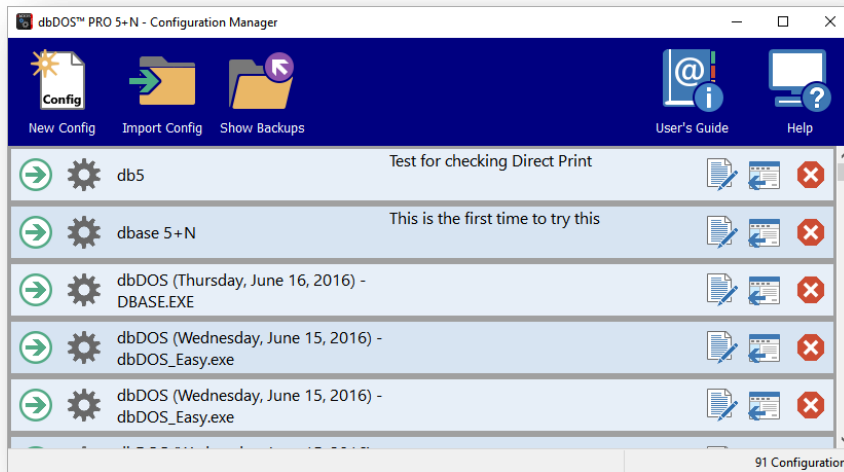 dbDOS™ PRO 5+N - Configuration Manager
Config
New Config
Import Config
Show Backups
User's Guide
Help
db5
Test for checking Direct Print
dbase 5+N
This is the first time to try this
dbDOS (Thursday, June 16, 2016) -
DBASE.EXE
dbDOS (Wednesday, June 15, 2016) -
dbDOS_Easy.exe
dbDOS (Wednesday, June 15, 2016) -
dbDOS_Easy.exe
91 Configuration